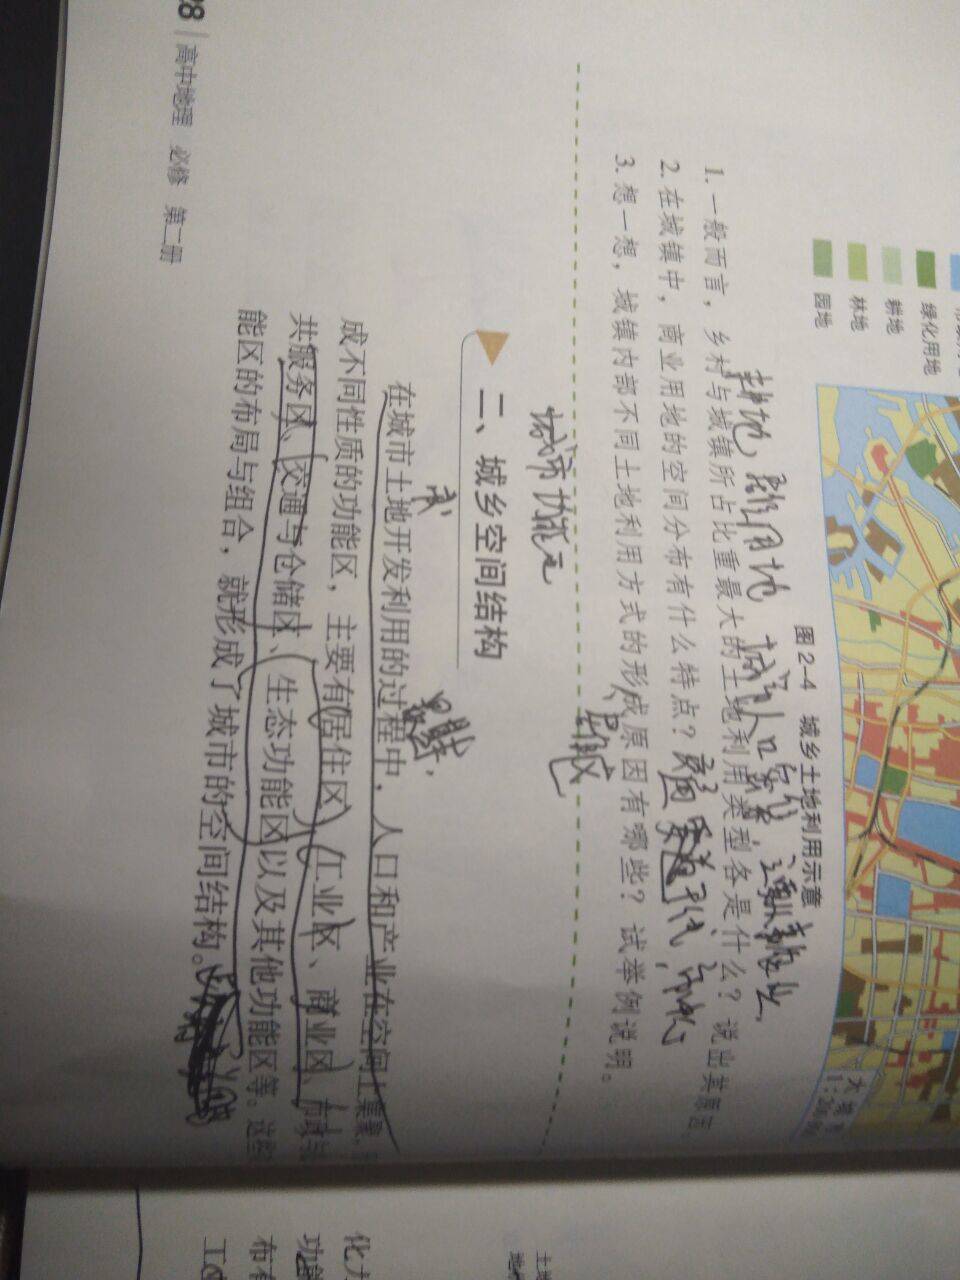 绿化用地
耕地
林地
园地
图2-4 城乡土地利用示意
耕地 居住用地
1. 一般而言，乡村与城镇所占比重最大的土地利用类型各是什么？说出其原因。
2. 在城镇中，商业用地的空间分布有什么特点？
3. 想一想，城镇内部不同土地利用方式的形成原因有哪些？试举例说明。
城市功能
二、城乡空间结构
在城市土地开发利用的过程中，人口和产业在空间上集聚，
成不同性质的功能区，主要有居住区、工业区、商业区、
共服务区、交通与仓储区、生态功能区以及其他功能区等。这些
能区的布局与组合，就形成了城市的空间结构。
28 高中地理 必修 第二册
土地
化
功能
布
工